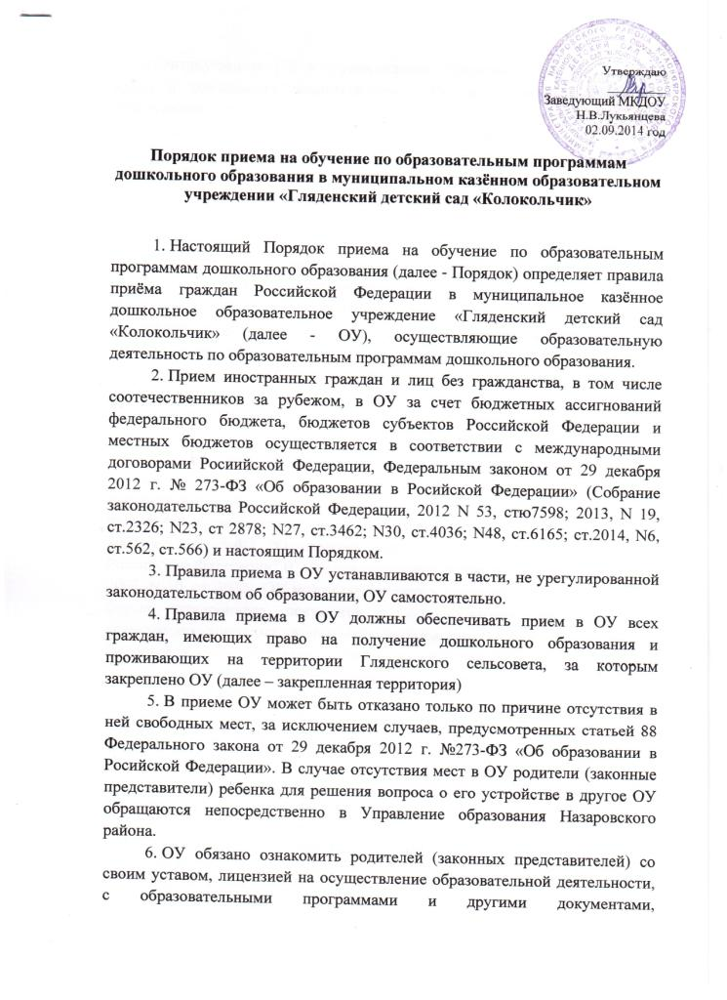 Утверждаю
Заведующий МКДОУ
Н.В.Лукьянцева
02.09.2014 год
Порядок приема на обучение по образовательным программам
дошкольного образования в муниципальном казённом образовательном
учреждении «Гляденский детский сад «Колокольчик»
1. Настоящий Порядок приема на обучение по образовательным
программам дошкольного образования (далее - Порядок) определяет правила
приёма граждан Российской Федерации в муниципальное казённое
дошкольное образовательное учреждение «Гляденский детский сад
«Колокольчик» (далее - ОУ), осуществляющие образовательную
деятельность по образовательным программам дошкольного образования.
2. Прием иностранных граждан и лиц без гражданства, в том числе
соотечественников за рубежом, в ОУ за счет бюджетных ассигнований
федерального бюджета, бюджетов субъектов Российской Федерации и
местных бюджетов осуществляется в соответствии с международными
договорами Росиийской Федерации, Федеральным законом от 29 декабря
2012 г. № 273-ФЗ «Об образовании в Росийской Федерации» (Собрание
законодательства Российской Федерации, 2012 N 53, стю7598; 2013, N 19,
ст.2326; N23, ст 2878; N27, ст.3462; N30, ст.4036; N48, ст.6165; ст.2014, N6,
ст.562, ст.566) и настоящим Порядком.
3. Правила приема в ОУ устанавливаются в части, не урегулированной
законодательством об образовании, ОУ самостоятельно.
4. Правила приема в ОУ должны обеспечивать прием в ОУ всех
граждан, имеющих право на получение дошкольного образования и
проживающих на территории Гляденского сельсовета, за которым
закреплено ОУ (далее – закрепленная территория)
5. В приеме ОУ может быть отказано только по причине отсутствия в
ней свободных мест, за исключением случаев, предусмотренных статьей 88
Федерального закона от 29 декабря 2012 г. №273-ФЗ «Об образовании в
Росийской Федерации». В случае отсутствия мест в ОУ родители (законные
представители) ребенка для решения вопроса о его устройстве в другое ОУ
обращаются непосредственно в Управление образования Назаровского
района.
6. ОУ обязано ознакомить родителей (законных представителей) со
своим уставом, лицензией на осуществление образовательной деятельности,
с образовательными программами и другими документами,